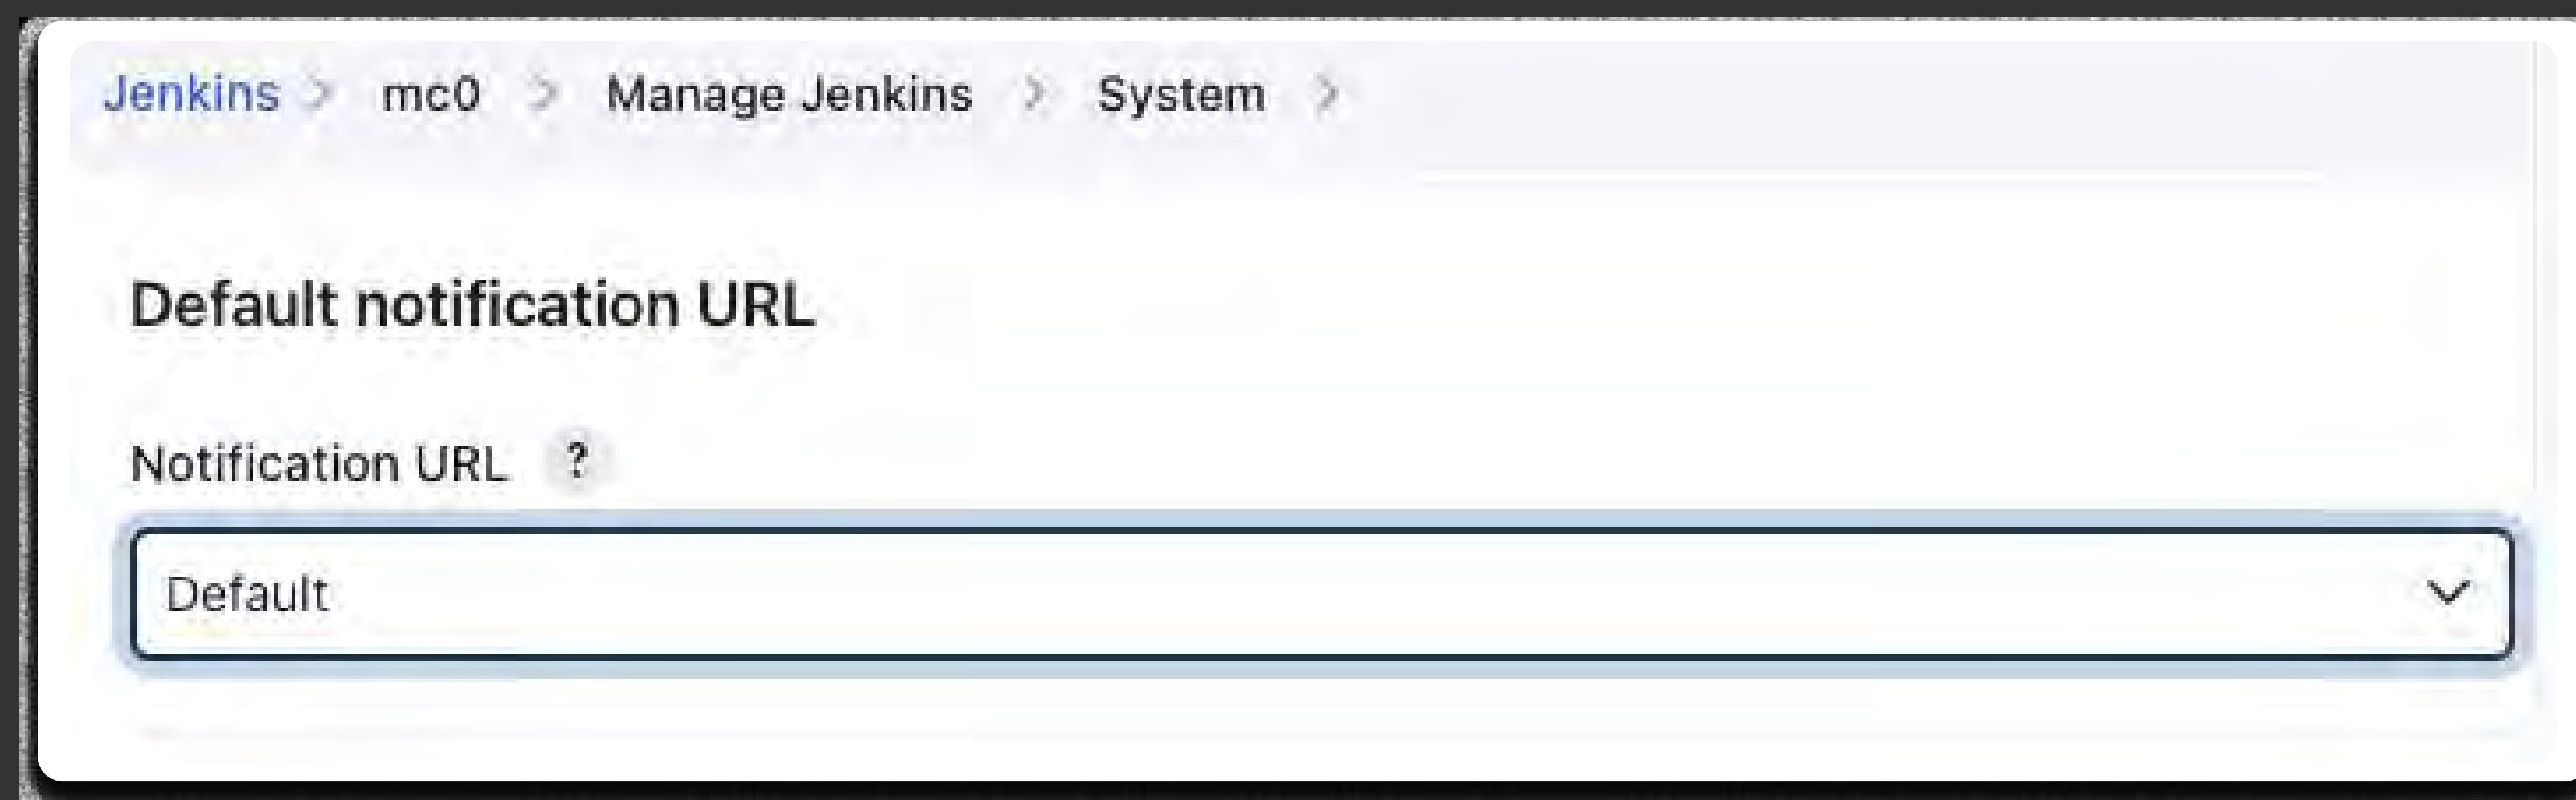 Jenkins > mc0 > Manage Jenkins > System >
Default notification URL
Notification URL ?
Default